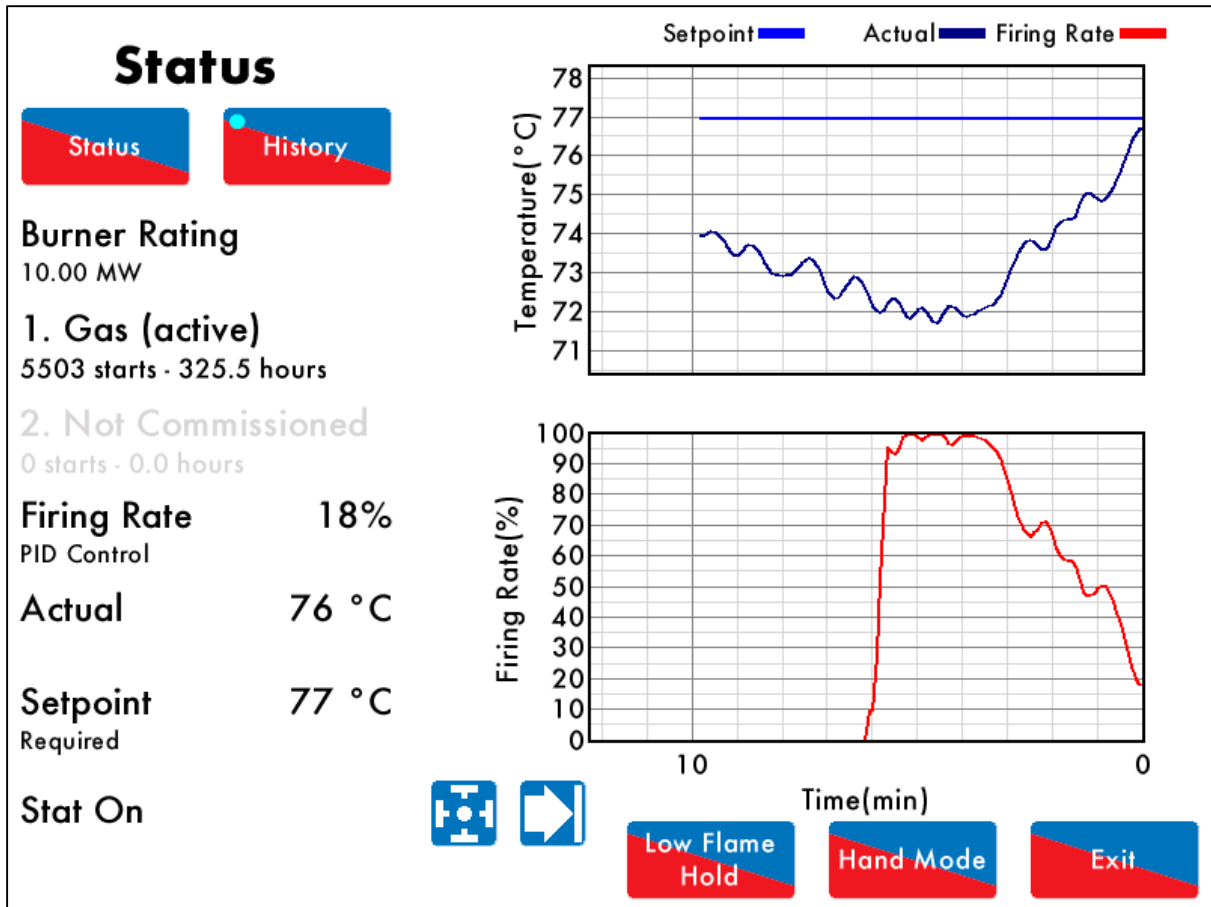 Status
Status
History
Burner Rating
10.00 MW
1. Gas (active)
5503 starts - 325.5 hours
2. Not Commissioned
0 starts - 0.0 hours
Firing Rate 18%
PID Control
Actual 76 °C
Setpoint 77 °C
Required
Stat On
Setpoint Actual Firing Rate
Temperature(°C)
78
77
76
75
74
73
72
71
Firing Rate(%)
100
90
80
70
60
50
40
30
20
10
0
10 0
Time(min)
Low Flame
Hold
Hand Mode
Exit